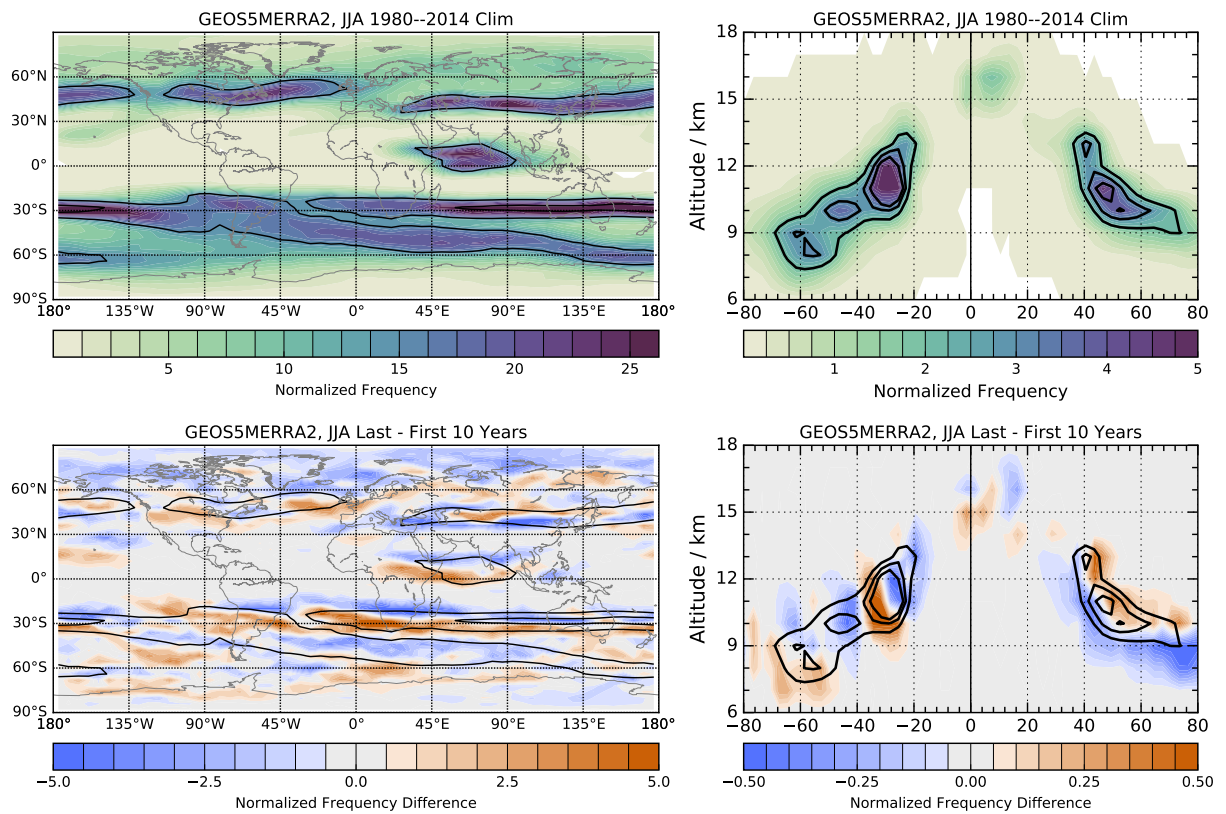 GEOS5MERRA2, JJA 1980--2014 Clim
60°N
30°N
0°
30°S
60°S
90°S
180° 135°W 90°W 45°W 0° 45°E 90°E 135°E 180°
5 10 15 20 25
Normalized Frequency
GEOS5MERRA2, JJA 1980--2014 Clim
Altitude / km
18
15
12
9
6
−80 −60 −40 −20 0 20 40 60 80
1 2 3 4 5
Normalized Frequency
GEOS5MERRA2, JJA Last - First 10 Years
60°N
30°N
0°
30°S
60°S
90°S
180° 135°W 90°W 45°W 0° 45°E 90°E 135°E 180°
−5.0 −2.5 0.0 2.5 5.0
Normalized Frequency Difference
GEOS5MERRA2, JJA Last - First 10 Years
Altitude / km
18
15
12
9
6
−80 −60 −40 −20 0 20 40 60 80
−0.50 −0.25 0.00 0.25 0.50
Normalized Frequency Difference